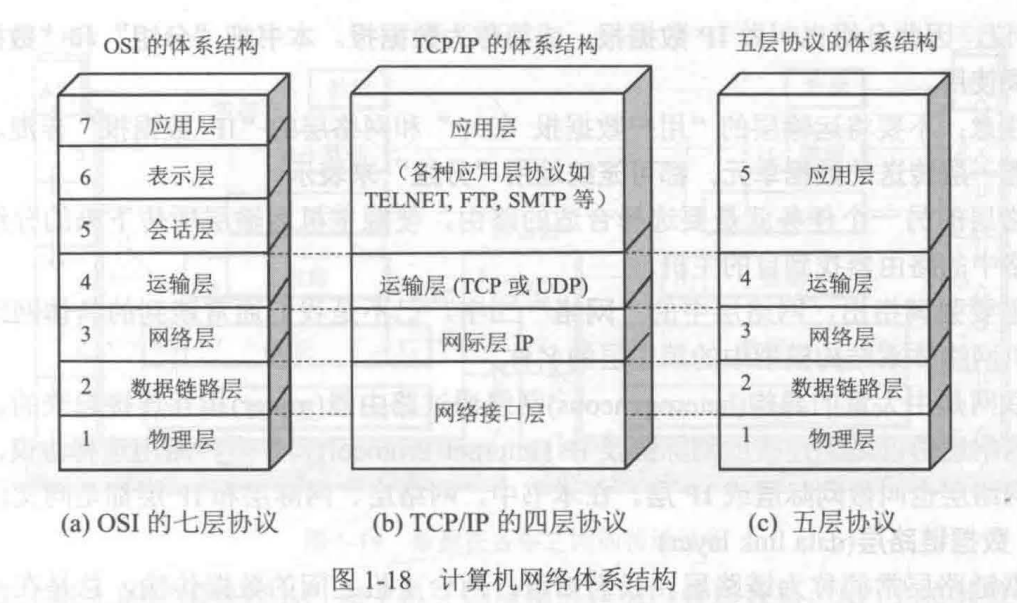 OSI 的体系结构
TCP/IP 的体系结构
五层协议的体系结构
7 应用层
6 表示层
5 会话层
4 运输层
3 网络层
2 数据链路层
1 物理层
应用层
（各种应用层协议如
TELNET, FTP, SMTP 等）
运输层 (TCP 或 UDP)
网际层 IP
网络接口层
5 应用层
4 运输层
3 网络层
2 数据链路层
1 物理层
(a) OSI 的七层协议
(b) TCP/IP 的四层协议
(c) 五层协议
图 1-18 计算机网络体系结构